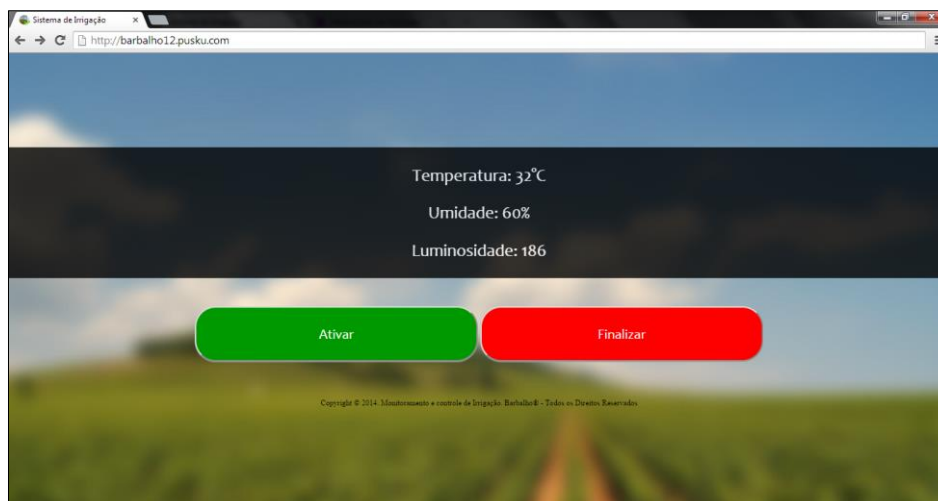 Sistema de Irrigação
http://barbalho12.pusku.com
Temperatura: 32°C
Umidade: 60%
Luminosidade: 186
Ativar
Finalizar
Copyright © 2014. Monitoramento e controle de Irrigação. Barbalho® - Todos os Direitos Reservados